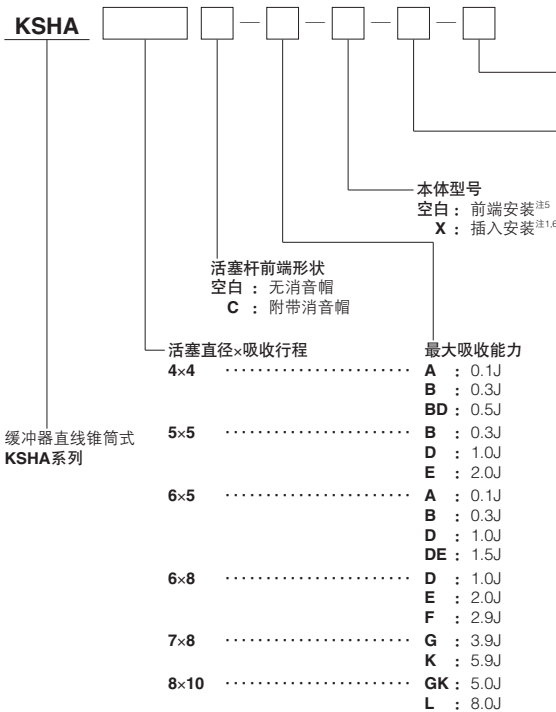 KSHA
本体型号
空白：前端安装注5
X：插入安装注1,6
活塞杆前端形状
空白：无消音帽
C：附带消音帽
活塞直径×吸收行程 最大吸收能力
4×4 ······················ A：0.1J
B：0.3J
BD：0.5J
缓冲器直线锥筒式
KSHA系列
5×5 ······················ B：0.3J
D：1.0J
E：2.0J
6×5 ······················ A：0.1J
B：0.3J
D：1.0J
DE：1.5J
6×8 ······················ D：1.0J
E：2.0J
F：2.9J
7×8 ······················ G：3.9J
K：5.9J
8×10 ······················ GK：5.0J
L：8.0J